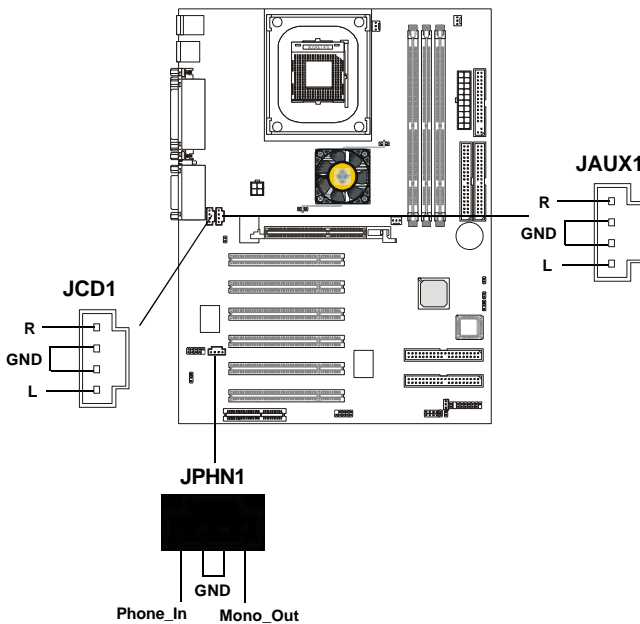 JAUX1
R
GND
L
JCD1
R
GND
L
JPHN1
GND
Phone_In
Mono_Out